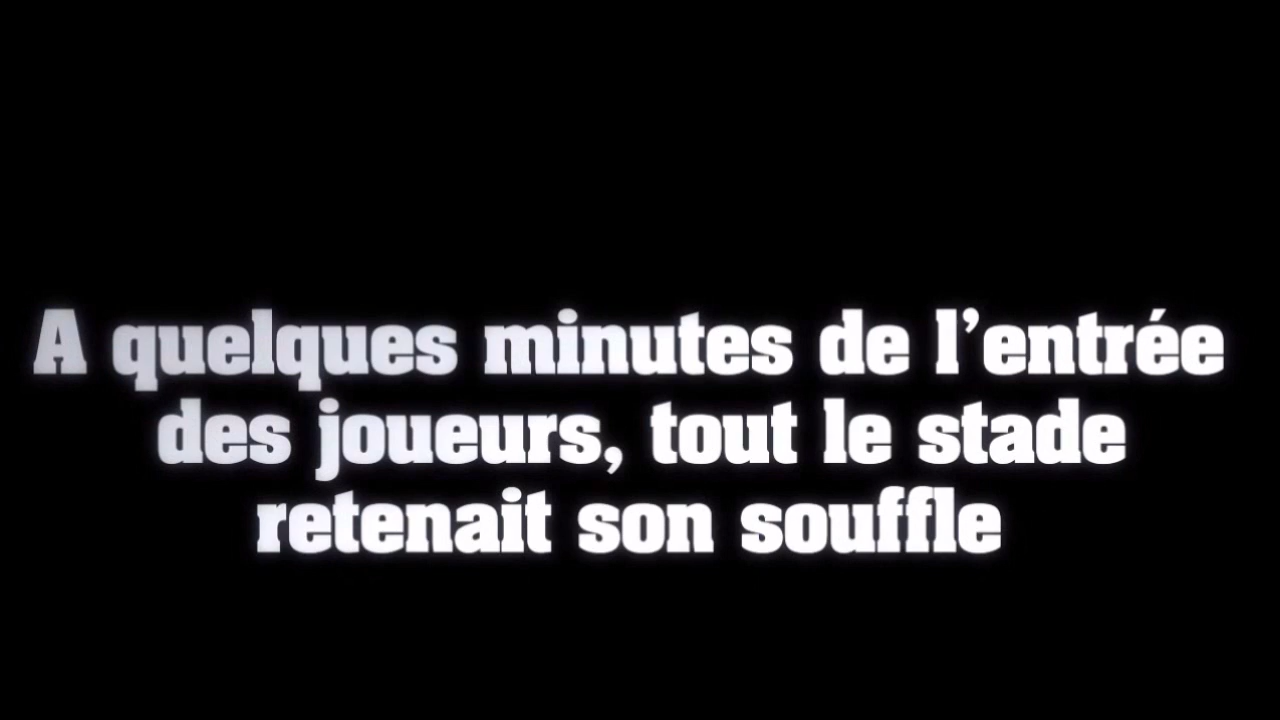 A quelques minutes de l'entrée
des joueurs, tout le stade
retenait son souffle